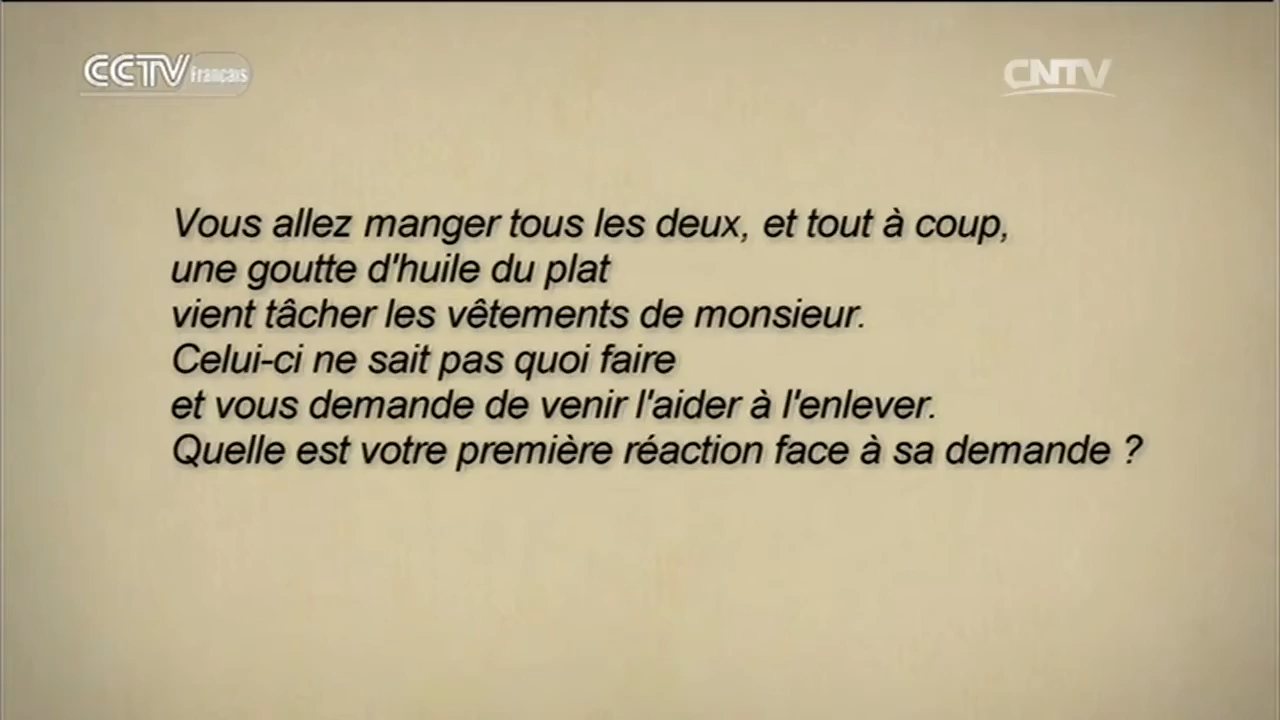 CCTV Français
CNTV
Vous allez manger tous les deux, et tout à coup,
une goutte d'huile du plat
vient tâcher les vêtements de monsieur.
Celui-ci ne sait pas quoi faire
et vous demande de venir l'aider à l'enlever.
Quelle est votre première réaction face à sa demande ?